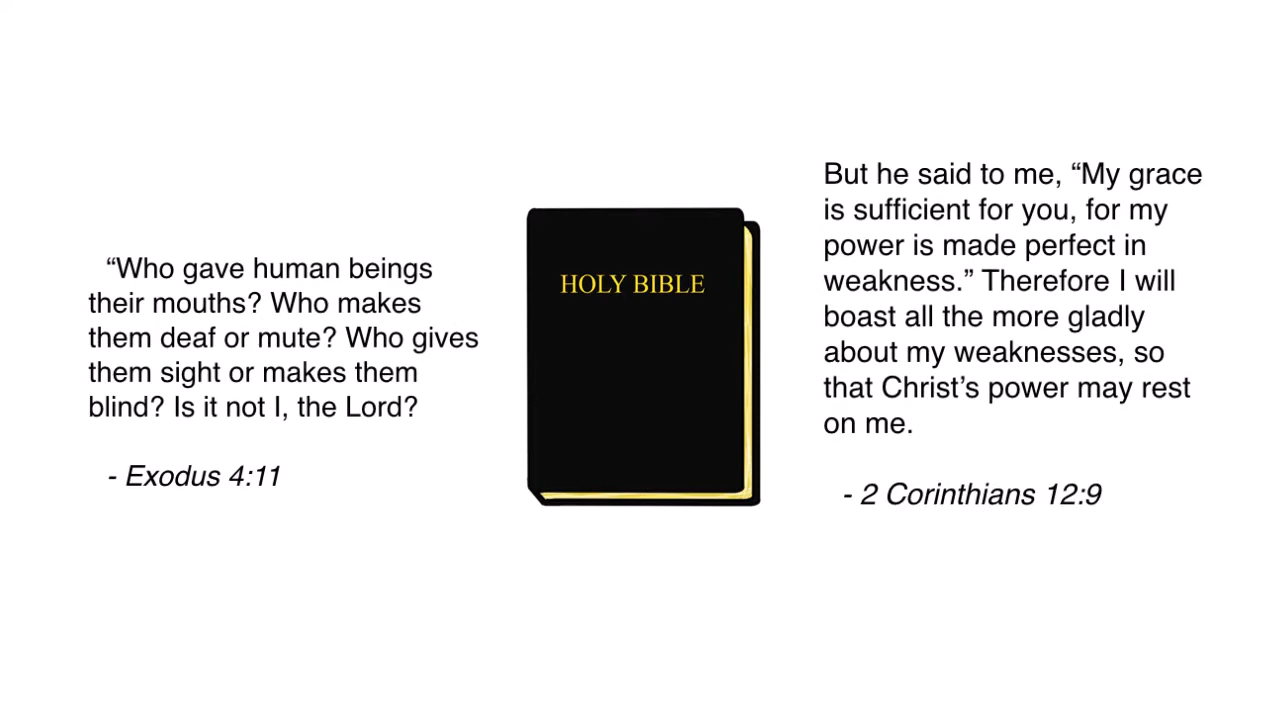 “Who gave human beings
their mouths? Who makes
them deaf or mute? Who gives
them sight or makes them
blind? Is it not I, the Lord?
- Exodus 4:11
HOLY BIBLE
But he said to me, “My grace
is sufficient for you, for my
power is made perfect in
weakness.” Therefore I will
boast all the more gladly
about my weaknesses, so
that Christ’s power may rest
on me.
- 2 Corinthians 12:9